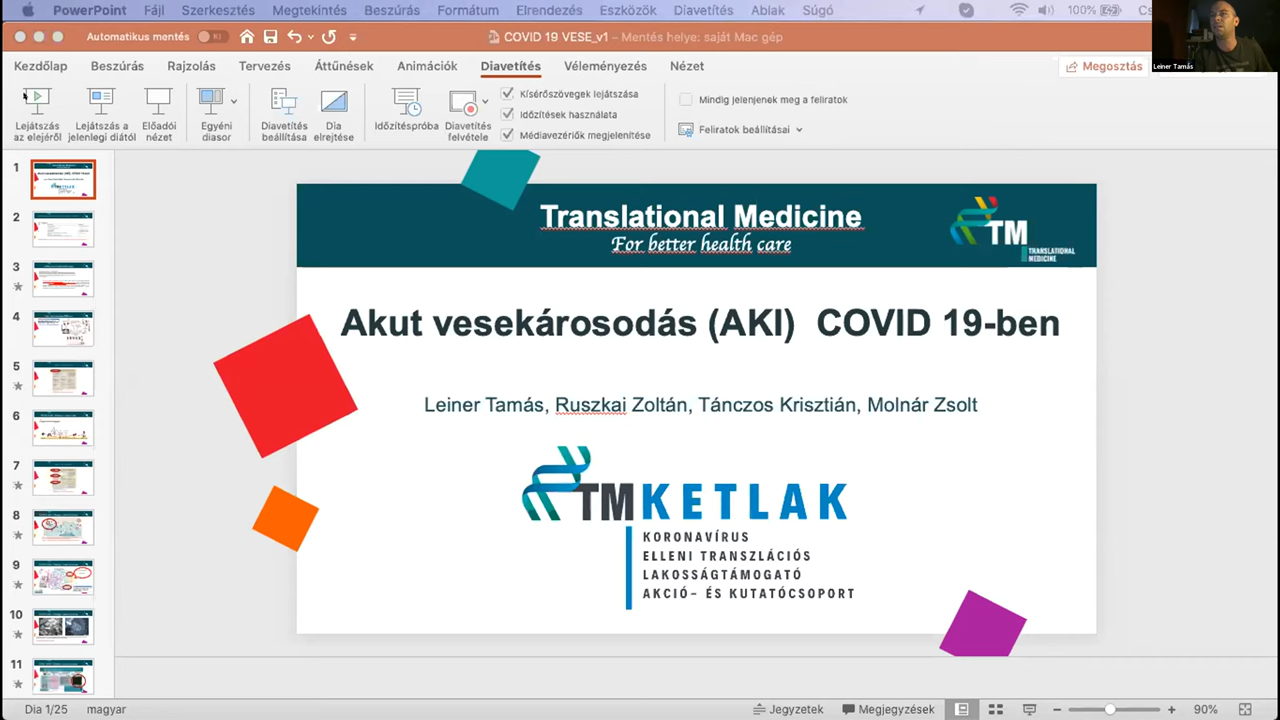 PowerPoint Fájl Szerkesztés Megtekintés Beszúrás Formátum Elrendezés Eszközök Diavetítés Ablak Súgó 100%
Leiner Tamás
Automatikus mentés KI COVID 19 VESE_v1 – Mentés helye: saját Mac gép
Kezdőlap Beszúrás Rajzolás Tervezés Áttűnések Animációk Diavetítés Véleményezés Nézet Megosztás
Lejátszás az elejéről
Lejátszás a jelenlegi diától
Előadói nézet
Egyéni diasor
Diavetítés beállítása
Dia elrejtése
Időzítéspróba
Diavetítés felvétele
Kísérőszövegek lejátszása
Időzítések használata
Médiavezérlők megjelenítése
Mindig jelenjenek meg a feliratok
Feliratok beállításai
1
2
3
4
5
6
7
8
9
10
11
Translational Medicine
For better health care
TM
TRANSLATIONAL
MEDICINE
Akut vesekárosodás (AKI) COVID 19-ben
Leiner Tamás, Ruszkai Zoltán, Tánczos Krisztián, Molnár Zsolt
TMKETLAK
KORONAVÍRUS
ELLENI TRANSZLÁCIÓS
LAKOSSÁGTÁMOGATÓ
AKCIÓ- ÉS KUTATÓCSOPORT
Dia 1/25 magyar Jegyzetek Megjegyzések 90%